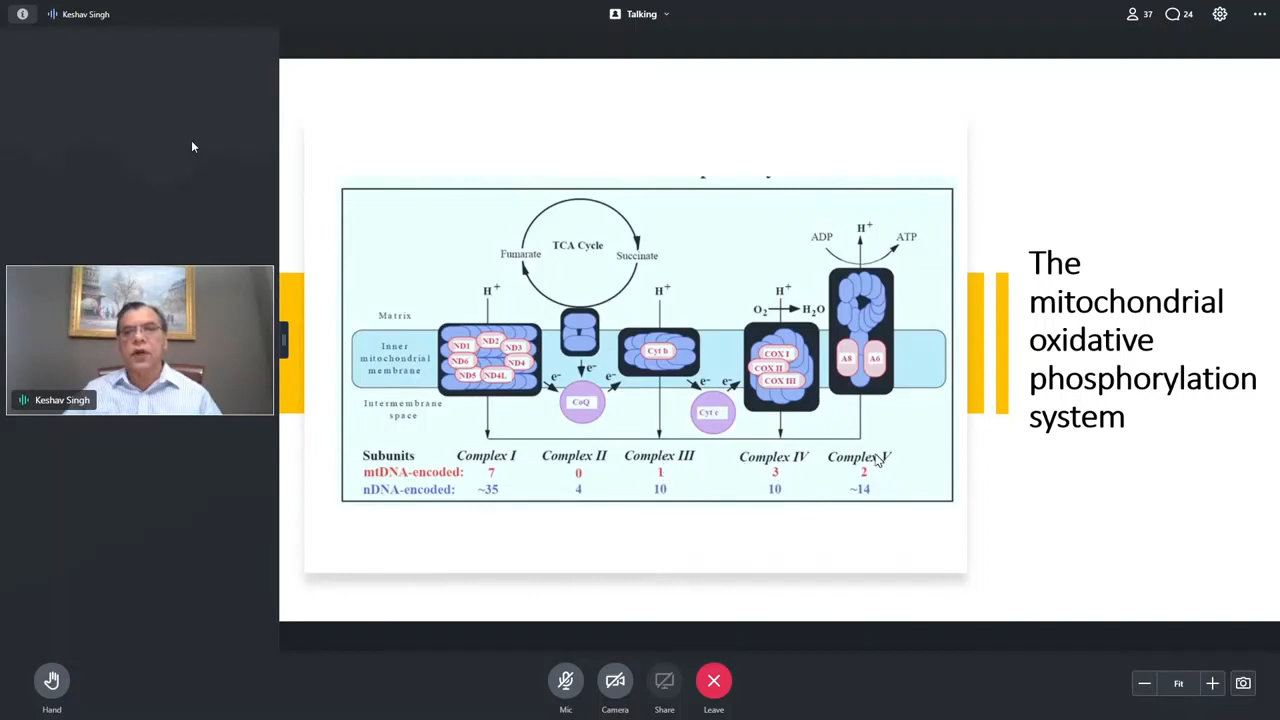 Keshav Singh
Talking
37
24
ADP
H+
ATP
TCA Cycle
Fumarate
Succinate
H+
H+
H+
O2
H2O
Matrix
Inner
mitochondrial
membrane
Intermembrane
space
ND1
ND2
ND3
ND6
ND4
ND5
ND4L
Cyt b
COX I
COX II
COX III
A8
A6
e-
e-
e-
e-
e-
CoQ
Cyt c
Subunits Complex I Complex II Complex III Complex IV Complex V
mtDNA-encoded: 7 0 1 3 2
nDNA-encoded: ~35 4 10 10 ~14
The
mitochondrial
oxidative
phosphorylation
system
Keshav Singh
Hand
Mic
Camera
Share
Leave
Fit